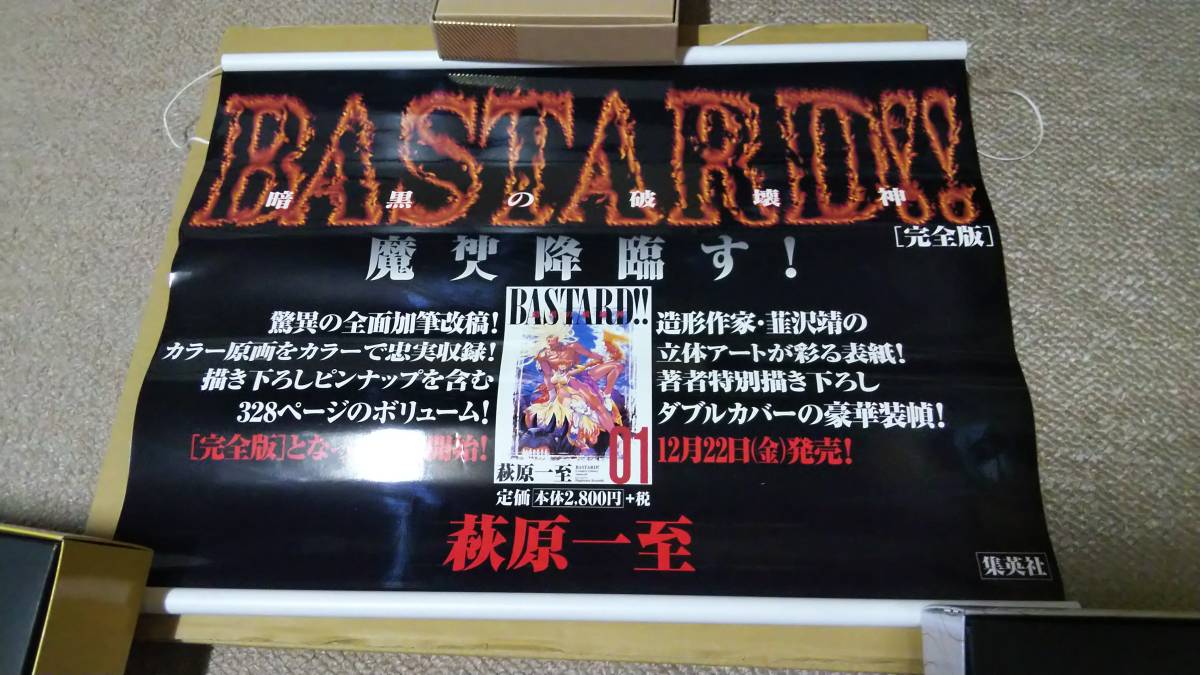 BASTARD!!
暗黒の破壊神
[完全版]
降臨す!
驚異の全面加筆改稿!
カラー原画をカラーで忠実収録!
描き下ろしピンナップを含む
328ページのボリューム!
[完全版]とな
開始!
BASTARD!!
01
萩原一至
造形作家・韮沢靖の
立体アートが彩る表紙!
著者特別描き下ろし
ダブルカバーの豪華装幀!
12月22日(金)発売!
定価 本体2,800円 +税
萩原一至
集英社